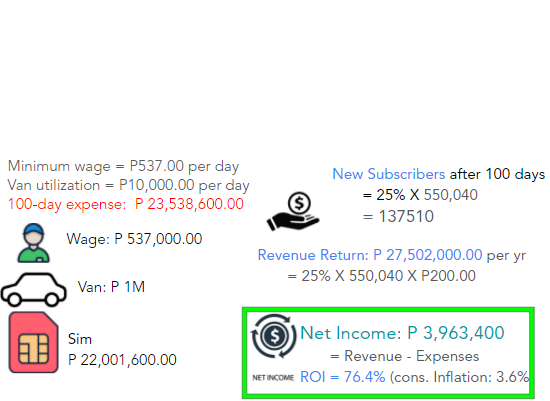 Minimum wage = P537.00 per day
Van utilization = P10,000.00 per day
100-day expense: P 23,538,600.00
Wage: P 537,000.00
Van: P 1M
Sim
P 22,001,600.00
New Subscribers after 100 days
= 25% X 550,040
= 137510
Revenue Return: P 27,502,000.00 per yr
= 25% X 550,040 X P200.00
Net Income: P 3,963,400
= Revenue - Expenses
NET INCOME
ROI = 76.4% (cons. Inflation: 3.6%